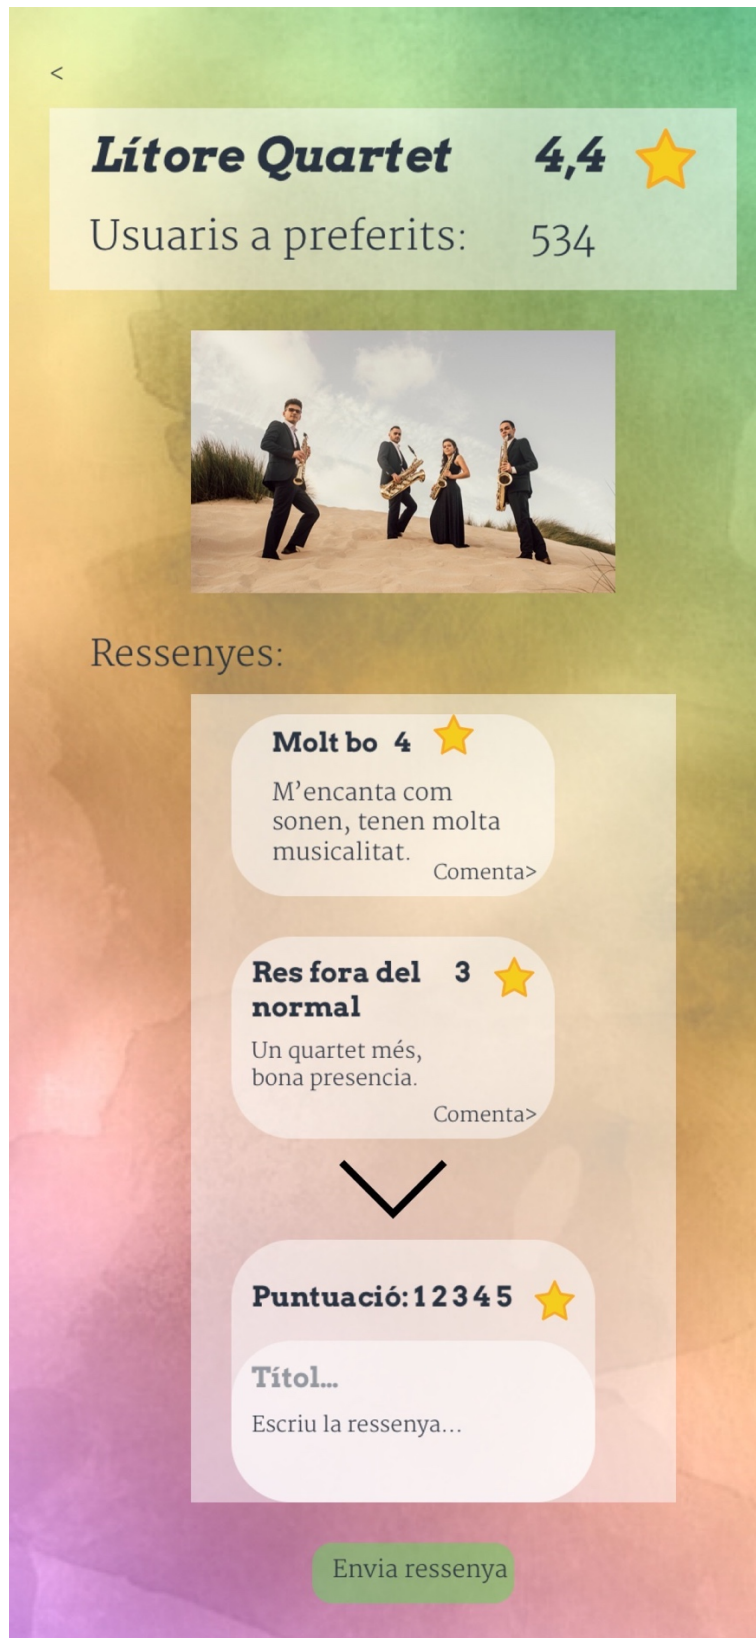 <
Lítore Quartet 4,4
Usuaris a preferits: 534
Ressenyes:
Molt bo 4
M’encanta com
sonen, tenen molta
musicalitat.
Comenta>
Res fora del 3
normal
Un quartet més,
bona presencia.
Comenta>
Puntuació: 1 2 3 4 5
Títol...
Escriu la ressenya...
Envia ressenya